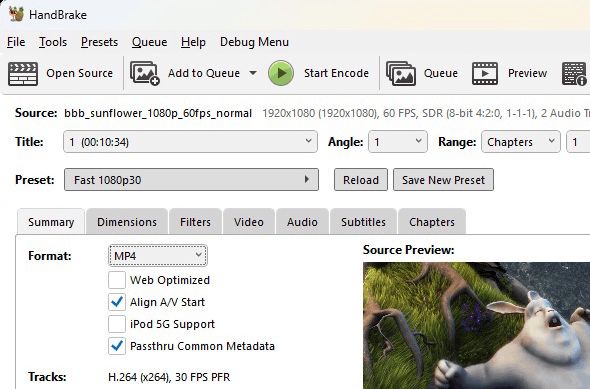 HandBrake
File Tools Presets Queue Help Debug Menu
Open Source Add to Queue Start Encode Queue Preview
Source: bbb_sunflower_1080p_60fps_normal 1920x1080 (1920x1080), 60 FPS, SDR (8-bit 4:2:0, 1-1-1), 2 Audio Tr
Title: 1 (00:10:34) Angle: 1 Range: Chapters 1
Preset: Fast 1080p30 Reload Save New Preset
Summary Dimensions Filters Video Audio Subtitles Chapters
Format: MP4 Source Preview:
Web Optimized
Align A/V Start
iPod 5G Support
Passthru Common Metadata
Tracks: H.264 (x264), 30 FPS PFR